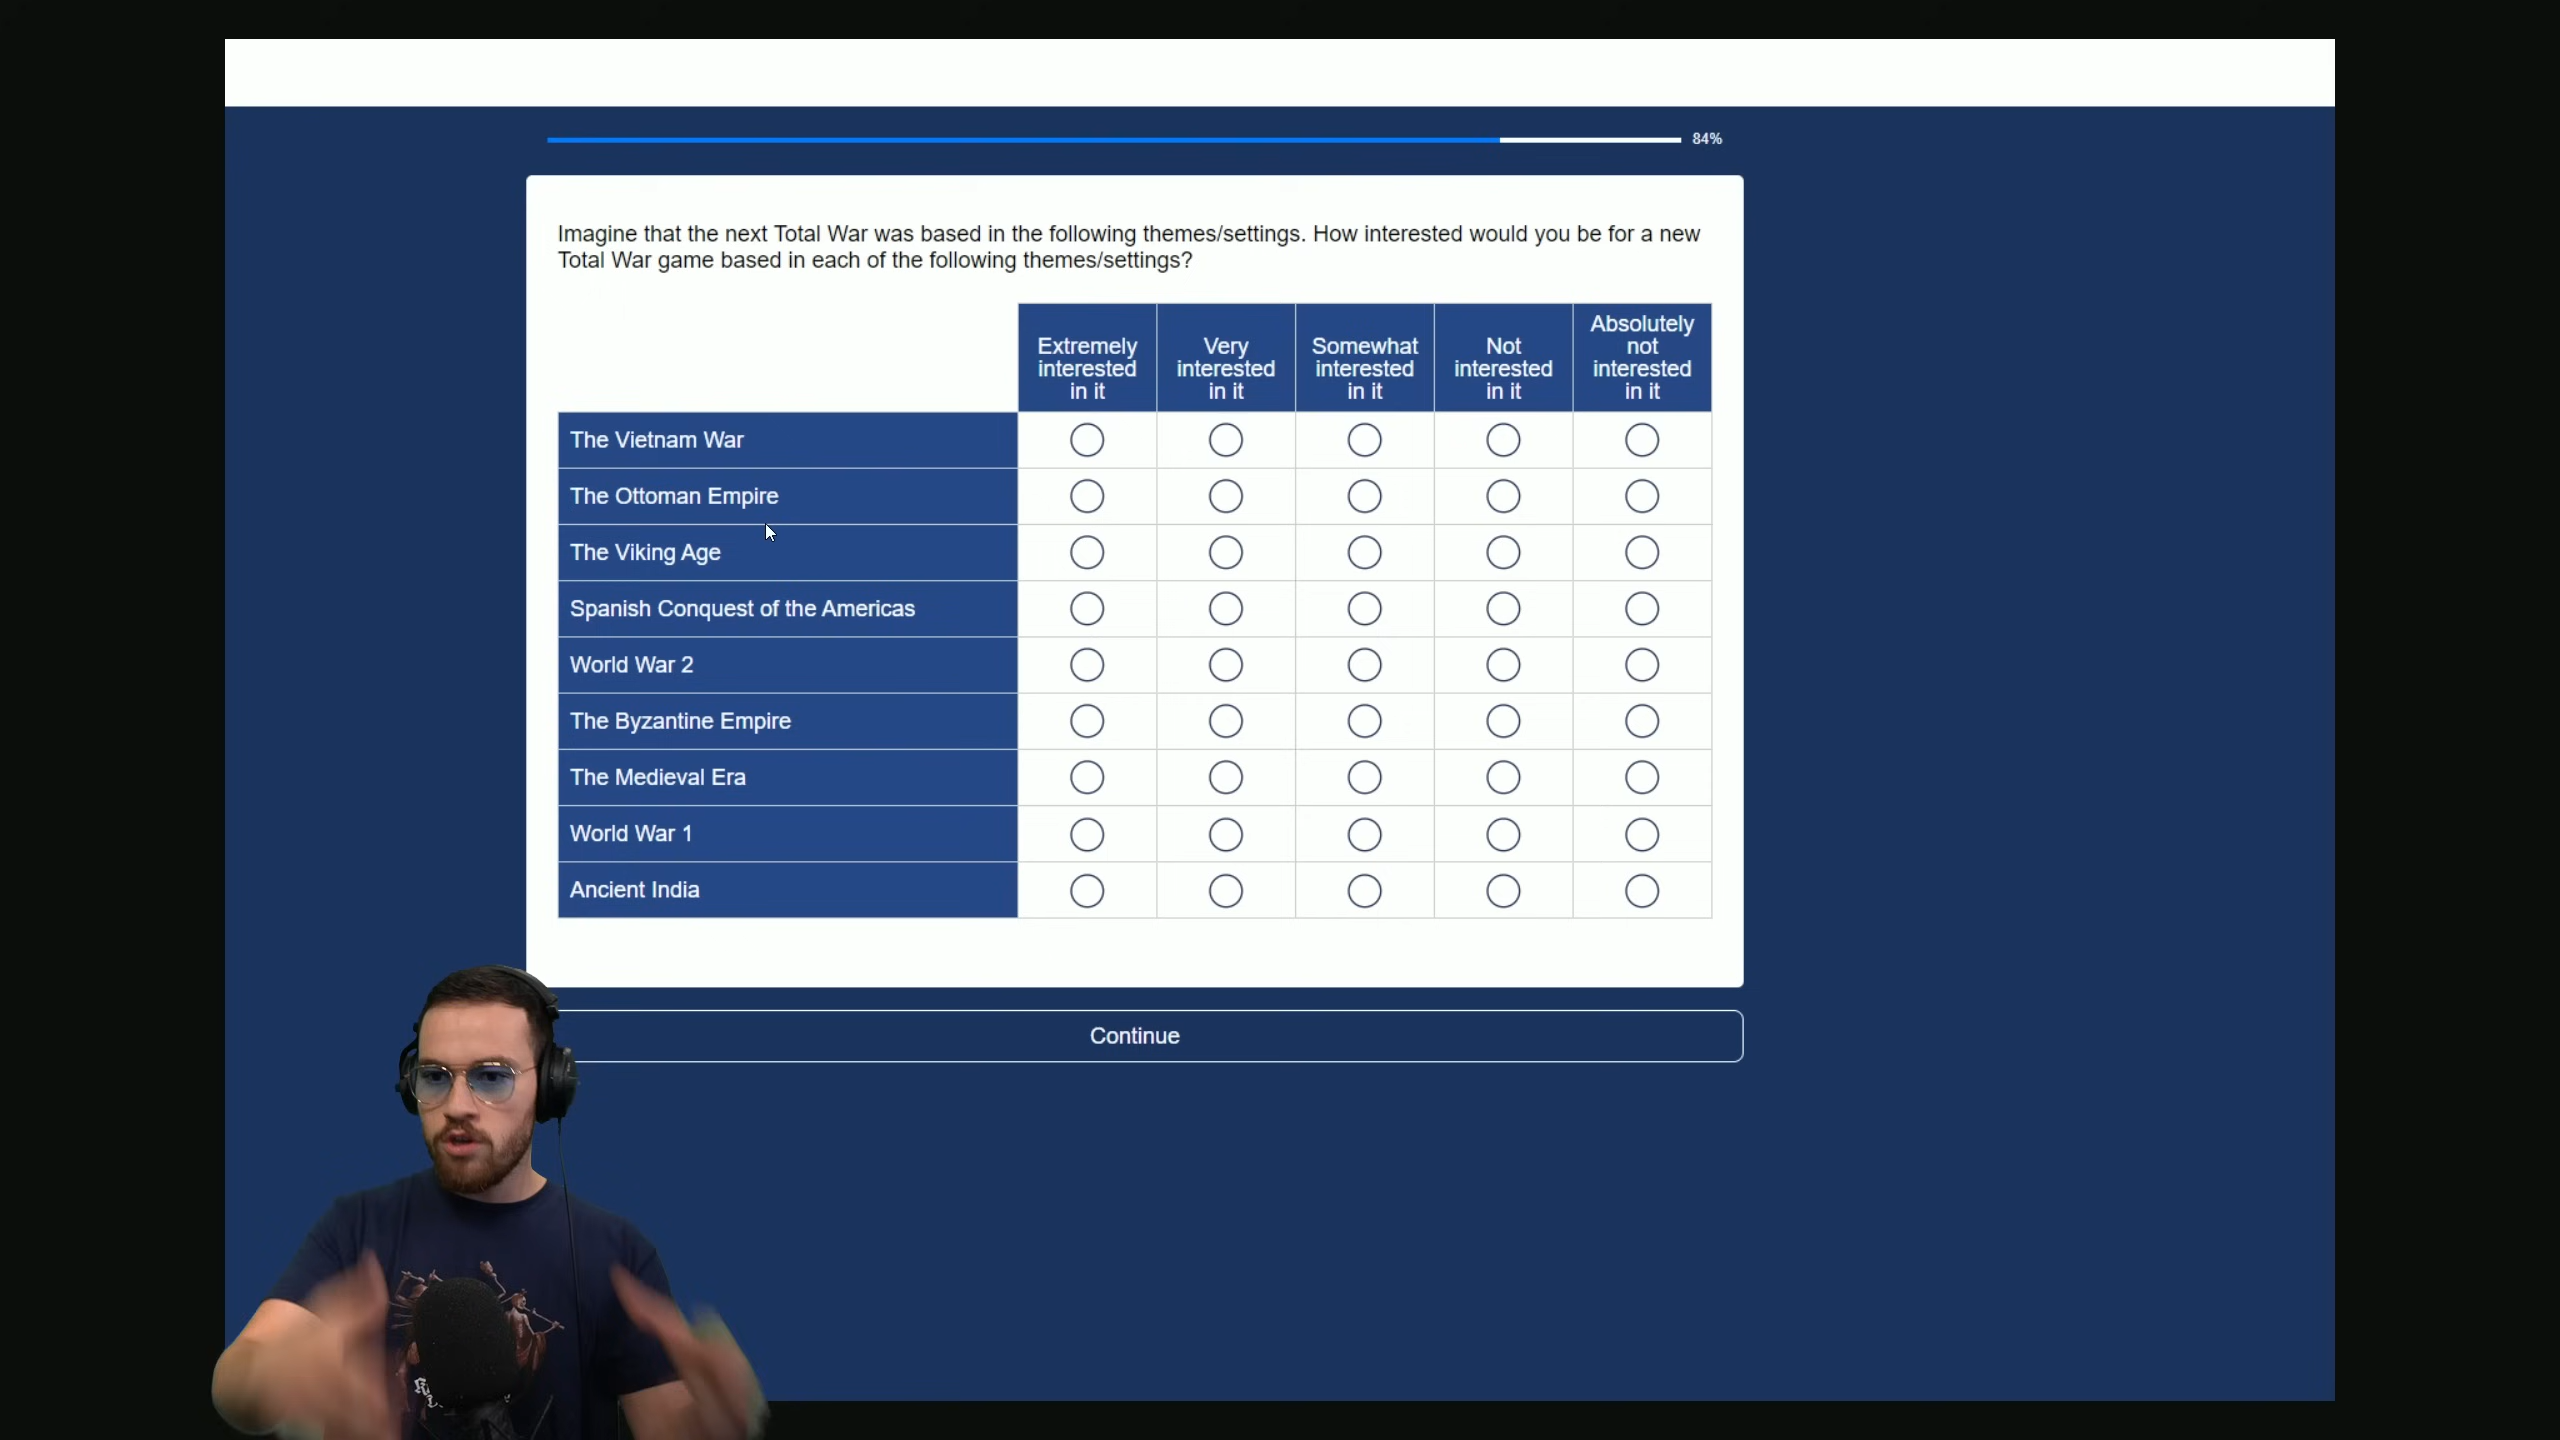 84%
Imagine that the next Total War was based in the following themes/settings. How interested would you be for a new
Total War game based in each of the following themes/settings?
Extremely
interested
in it
Very
interested
in it
Somewhat
interested
in it
Not
interested
in it
Absolutely
not
interested
in it
The Vietnam War
The Ottoman Empire
The Viking Age
Spanish Conquest of the Americas
World War 2
The Byzantine Empire
The Medieval Era
World War 1
Ancient India
Continue